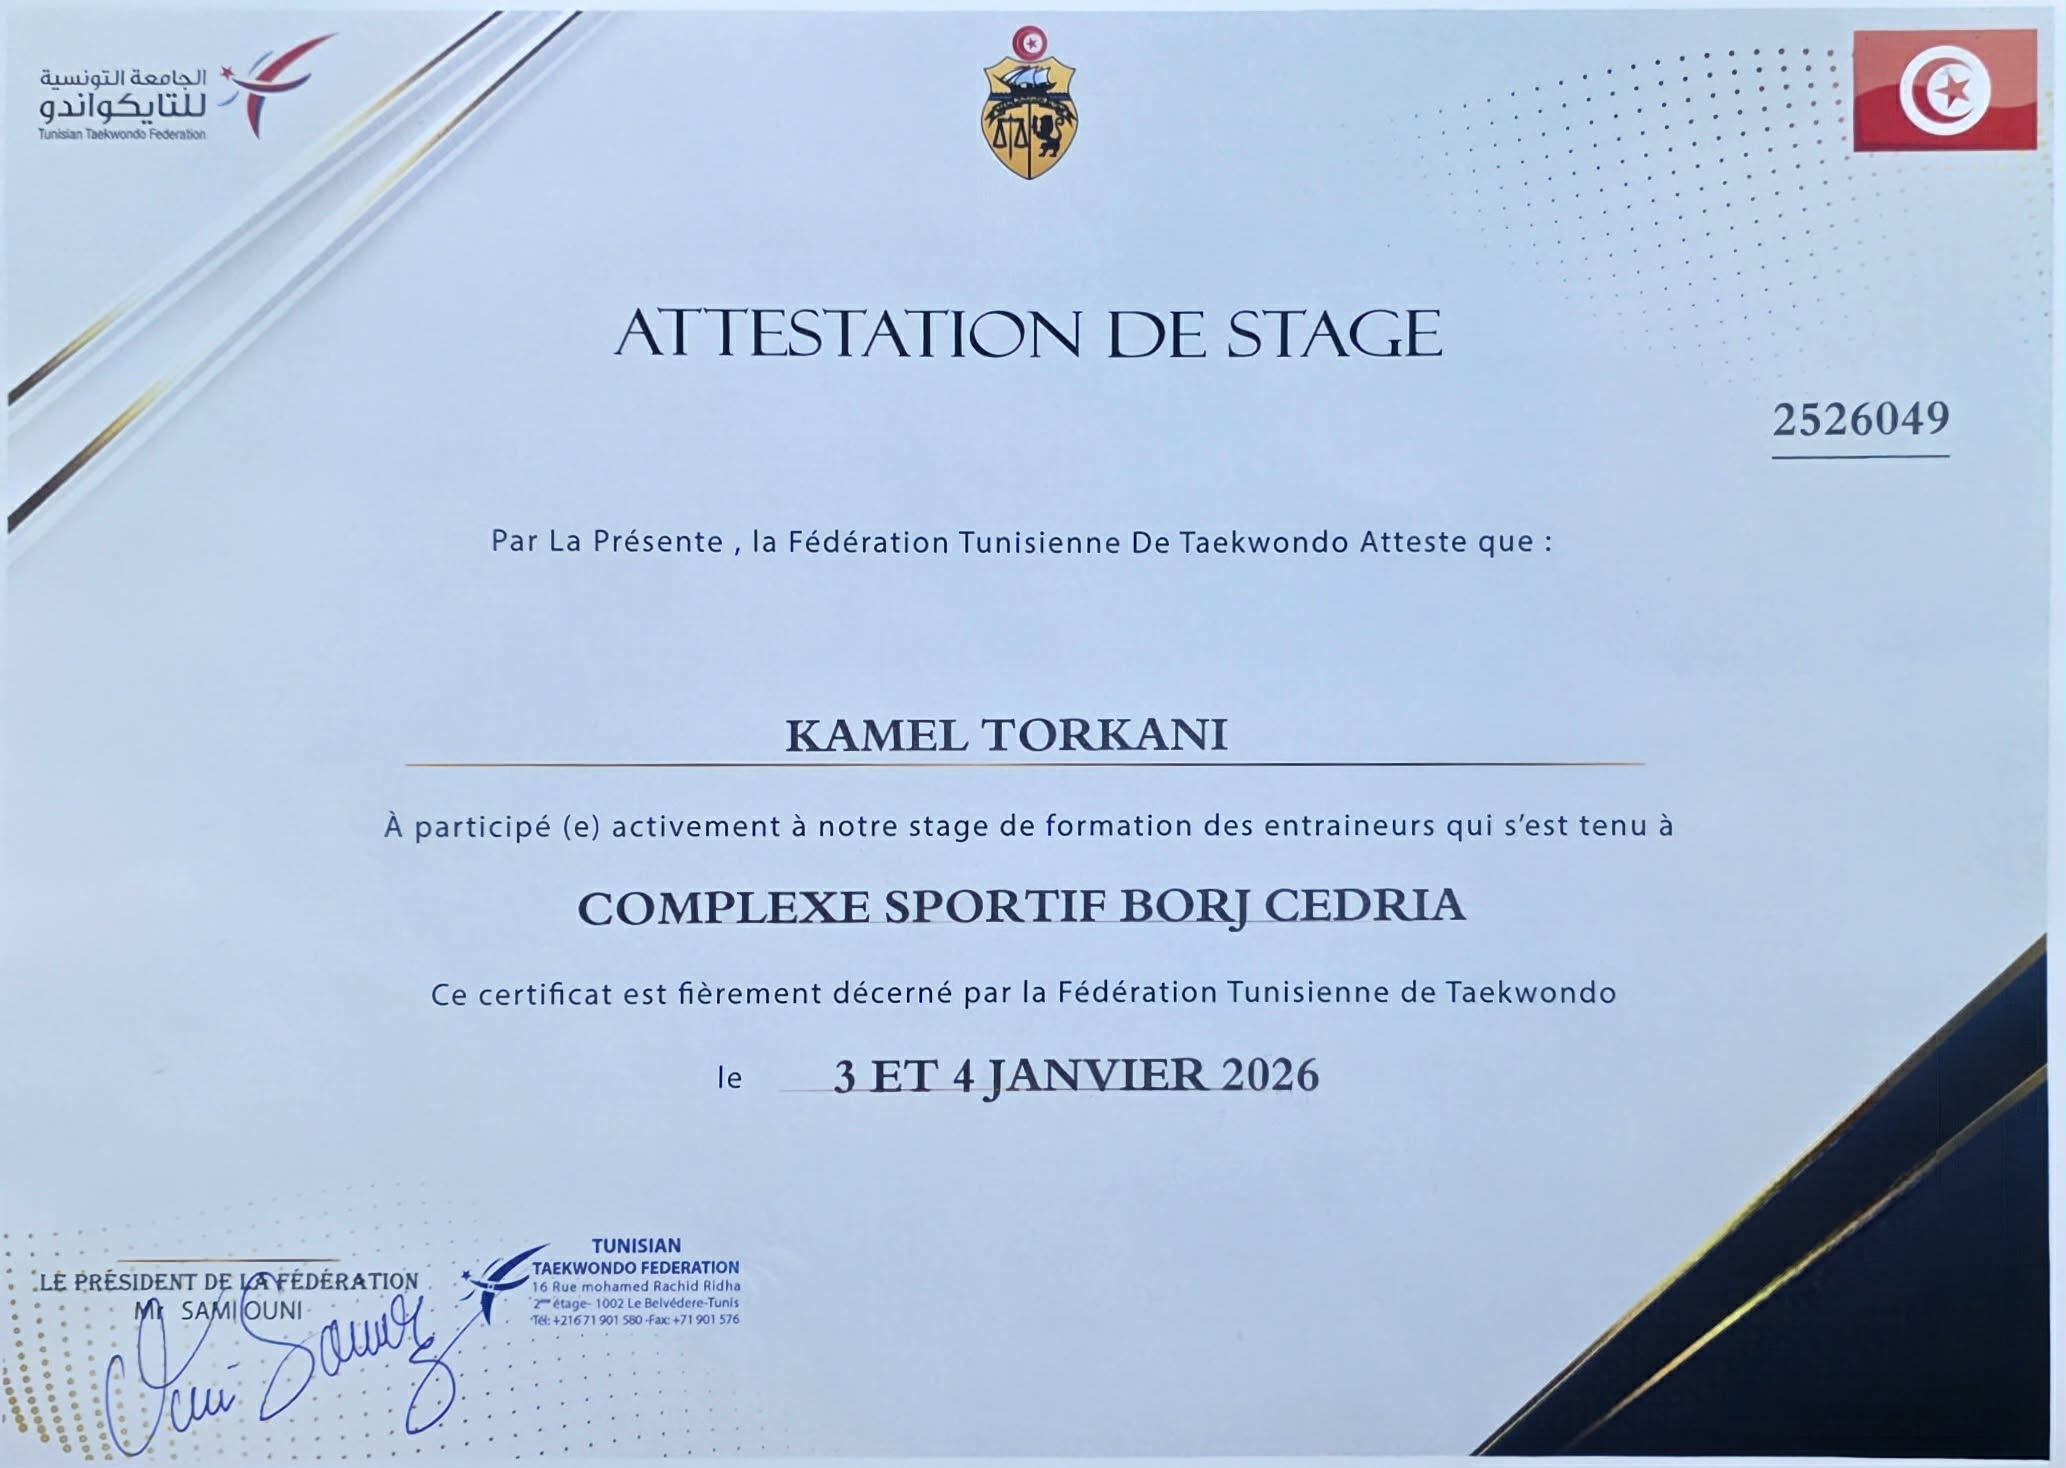 الجامعة التونسية
للتايكواندو
Tunisian Taekwondo Federation
ATTESTATION DE STAGE
2526049
Par La Présente , la Fédération Tunisienne De Taekwondo Atteste que :
KAMEL TORKANI
À participé (e) activement à notre stage de formation des entraineurs qui s’est tenu à
COMPLEXE SPORTIF BORJ CEDRIA
Ce certificat est fièrement décerné par la Fédération Tunisienne de Taekwondo
le 3 ET 4 JANVIER 2026
LE PRÉSIDENT DE LA FÉDÉRATION
Mr SAMI OUNI
TUNISIAN
TAEKWONDO FEDERATION
16 Rue mohamed Rachid Ridha
2ᵐᵉ étage- 1002 Le Belvédere-Tunis
Tél: +216 71 901 580 -Fax: +71 901 576